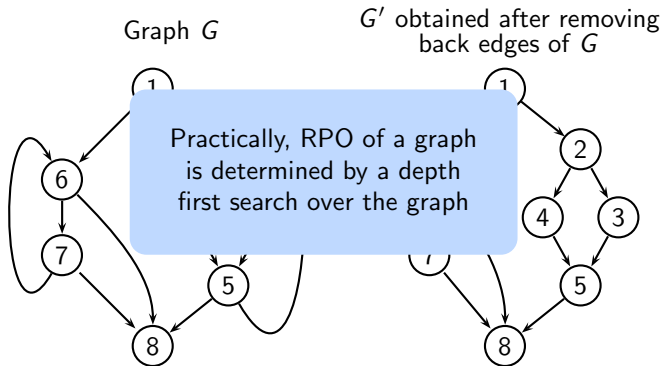 Graph G
G′ obtained after removing
back edges of G
1
1
Practically, RPO of a graph
is determined by a depth
first search over the graph
2
6
4
3
7
7
5
5
8
8